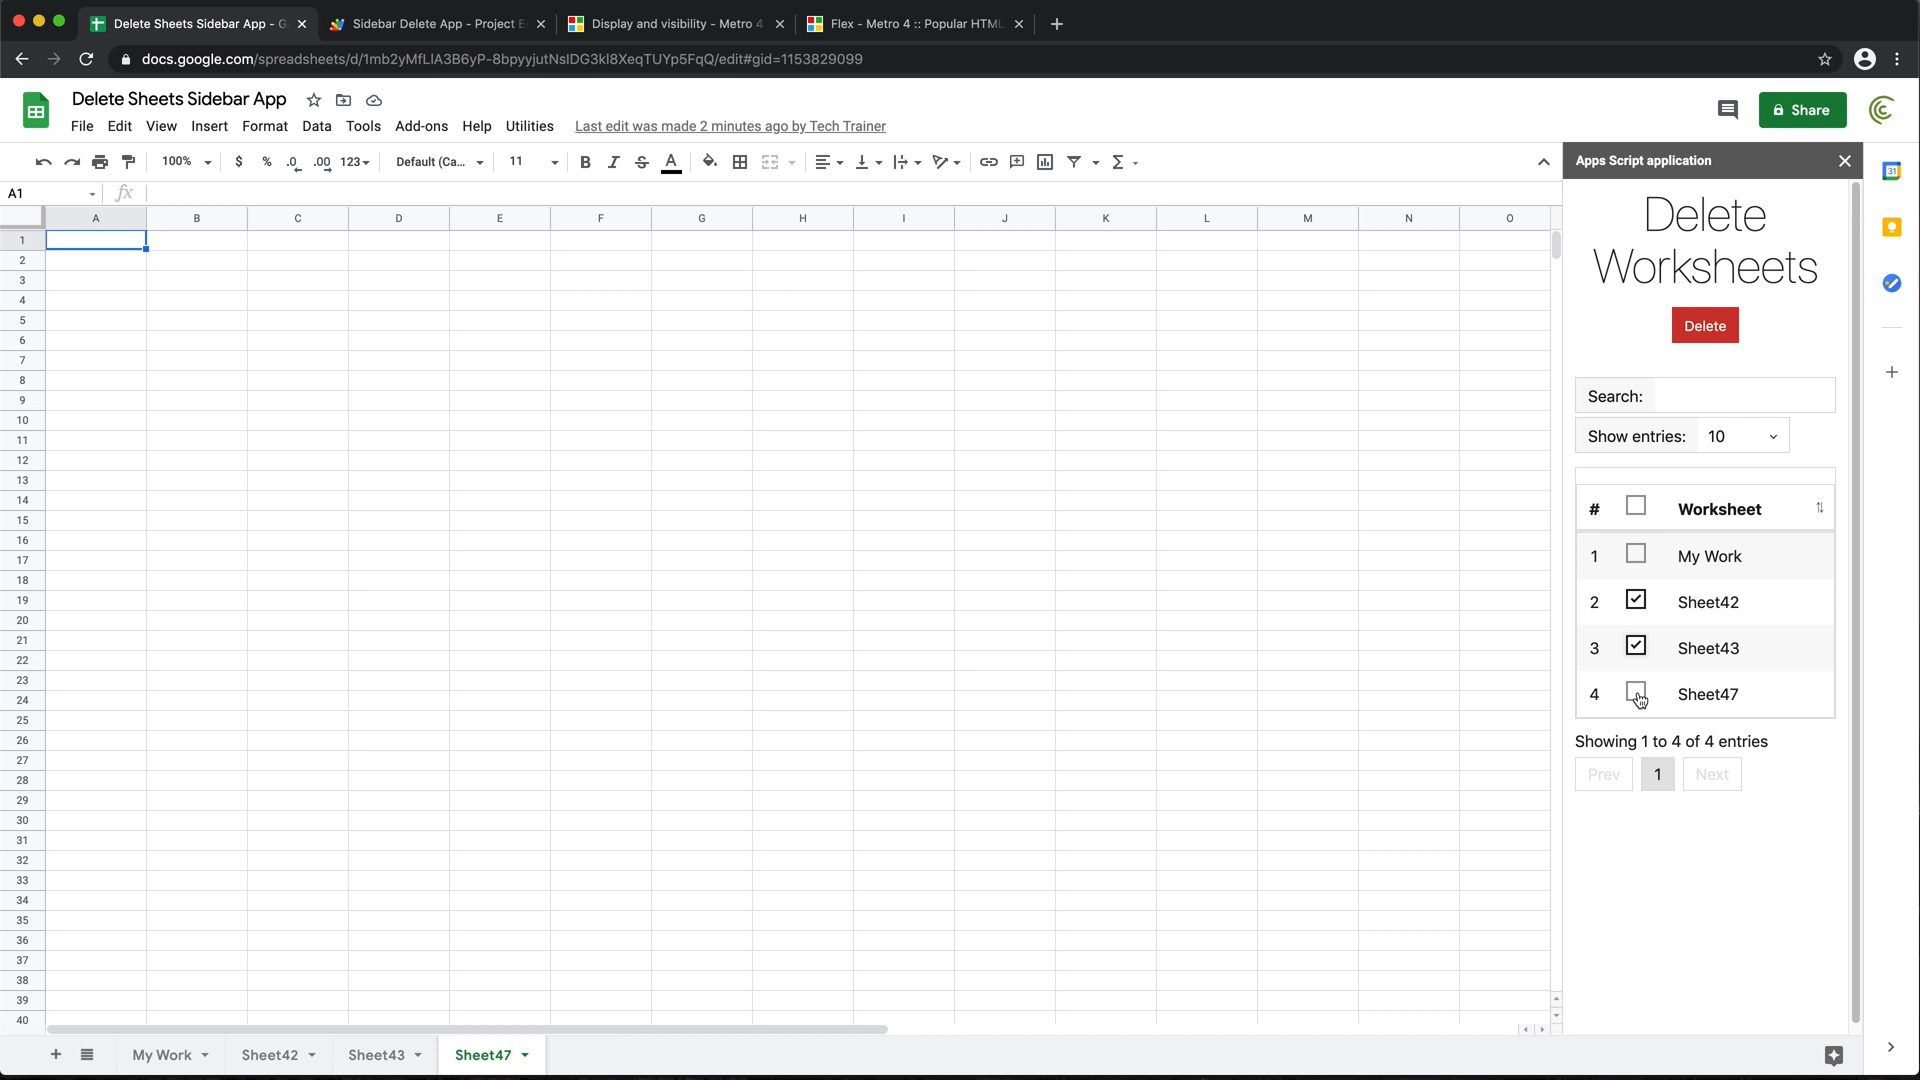 Delete Sheets Sidebar App - G
Sidebar Delete App - Project E
Display and visibility - Metro 4
Flex - Metro 4 :: Popular HTML
docs.google.com/spreadsheets/d/1mb2yMfLIA3B6yP-8bpyyjutNsIDG3kI8XeqTUYp5FqQ/edit#gid=1153829099
Delete Sheets Sidebar App
Share
File Edit View Insert Format Data Tools Add-ons Help Utilities Last edit was made 2 minutes ago by Tech Trainer
100% $ % .0 .00 123 Default (Ca... 11 B I S A
A1 fx
A B C D E F G H I J K L M N O
1
2
3
4
5
6
7
8
9
10
11
12
13
14
15
16
17
18
19
20
21
22
23
24
25
26
27
28
29
30
31
32
33
34
35
36
37
38
39
40
Apps Script application
31
Delete
Worksheets
Delete
Search:
Show entries: 10
# Worksheet
1 My Work
2 Sheet42
3 Sheet43
4 Sheet47
Showing 1 to 4 of 4 entries
Prev 1 Next
My Work Sheet42 Sheet43 Sheet47